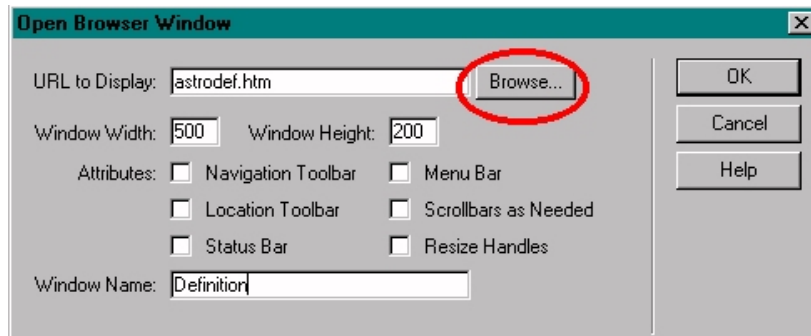 Open Browser Window
URL to Display: astrodef.htm Browse... OK
Window Width: 500 Window Height: 200 Cancel
Attributes: Navigation Toolbar Menu Bar Help
Location Toolbar Scrollbars as Needed
Status Bar Resize Handles
Window Name: Definition